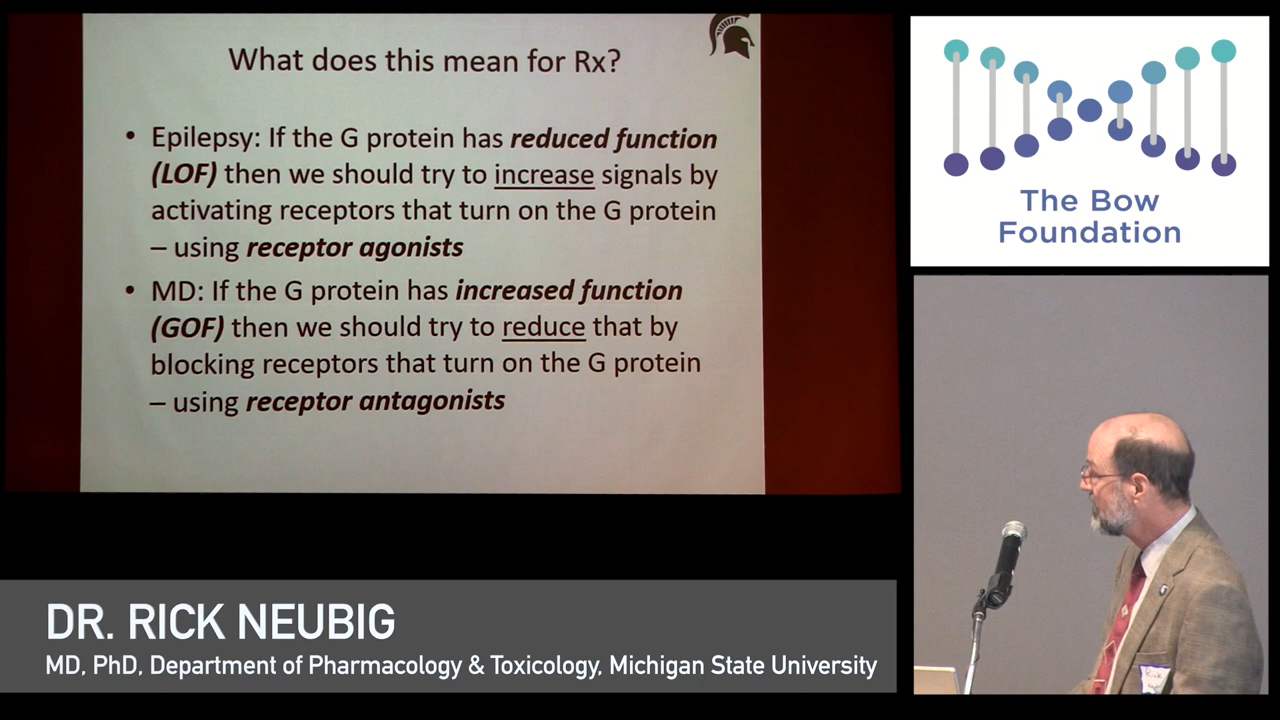 What does this mean for Rx?
• Epilepsy: If the G protein has reduced function
(LOF) then we should try to increase signals by
activating receptors that turn on the G protein
– using receptor agonists
• MD: If the G protein has increased function
(GOF) then we should try to reduce that by
blocking receptors that turn on the G protein
– using receptor antagonists
The Bow
Foundation
Rick
DR. RICK NEUBIG
MD, PhD, Department of Pharmacology & Toxicology, Michigan State University